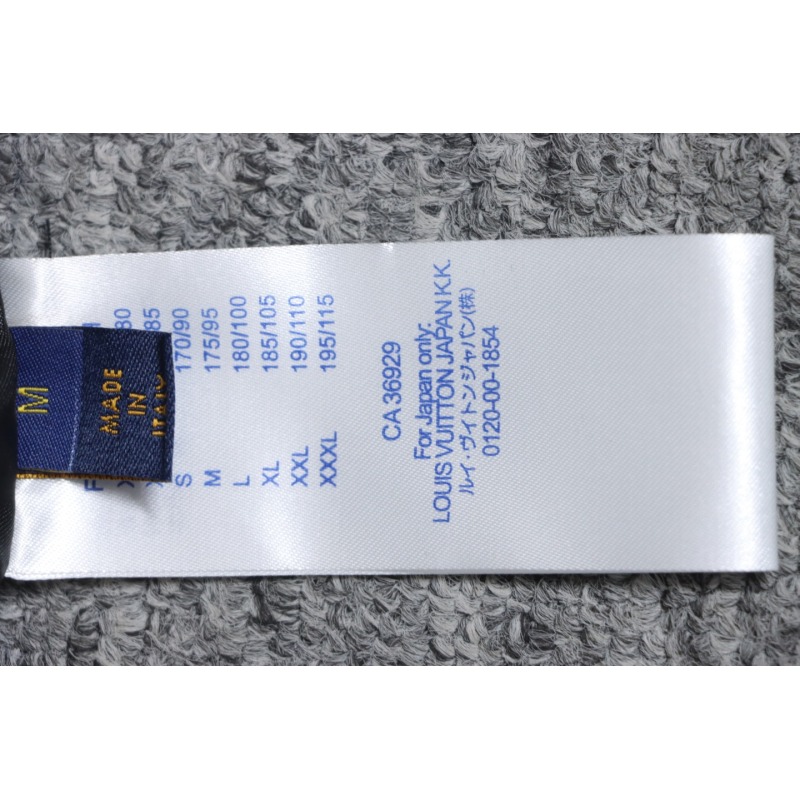 M
MADE
IN
80
85
S 170/90
M 175/95
L 180/100
XL 185/105
XXL 190/110
XXXL 195/115
CA 36929
For Japan only:
LOUIS VUITTON JAPAN K.K.
ルイ・ヴィトン ジャパン(株)
0120-00-1854